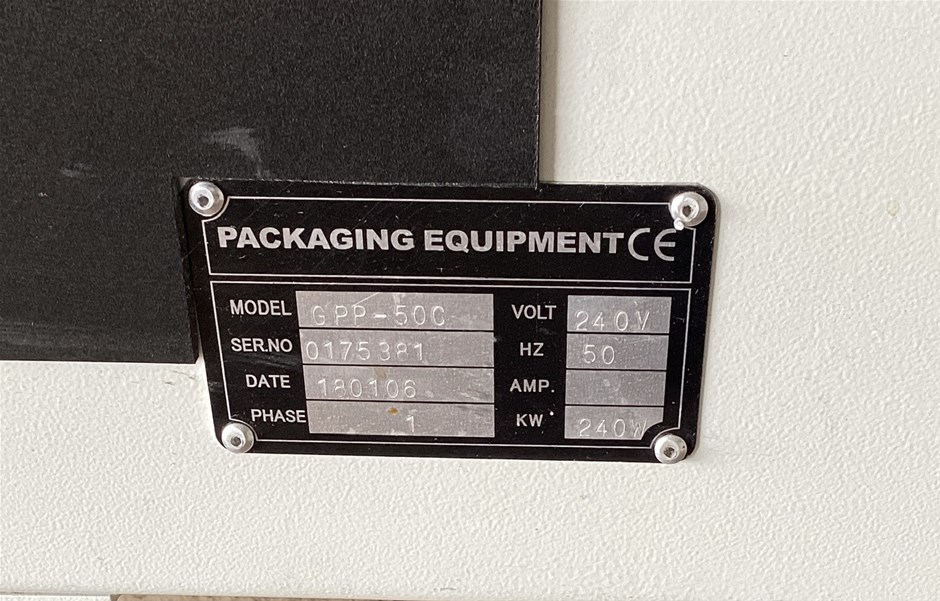 PACKAGING EQUIPMENT CE
MODEL GPP-50C VOLT 240V
SER.NO 0175381 HZ 50
DATE 180106 AMP.
PHASE 1 KW 240W